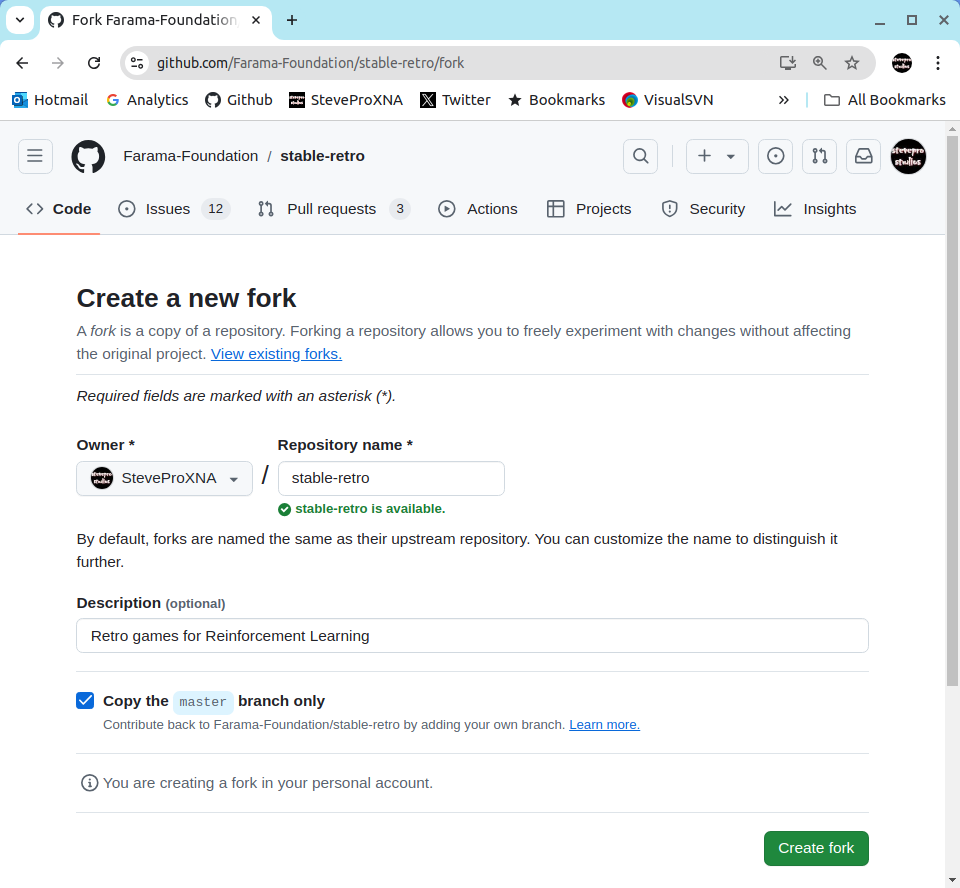 Fork Farama-Foundation
github.com/Farama-Foundation/stable-retro/fork
Hotmail Analytics Github SteveProXNA Twitter Bookmarks VisualSVN » All Bookmarks
Farama-Foundation / stable-retro
stevepro studios
Code Issues 12 Pull requests 3 Actions Projects Security Insights
Create a new fork
A fork is a copy of a repository. Forking a repository allows you to freely experiment with changes without affecting
the original project. View existing forks.
Required fields are marked with an asterisk (*).
Owner * Repository name *
SteveProXNA / stable-retro
stable-retro is available.
By default, forks are named the same as their upstream repository. You can customize the name to distinguish it
further.
Description (optional)
Retro games for Reinforcement Learning
Copy the master branch only
Contribute back to Farama-Foundation/stable-retro by adding your own branch. Learn more.
You are creating a fork in your personal account.
Create fork